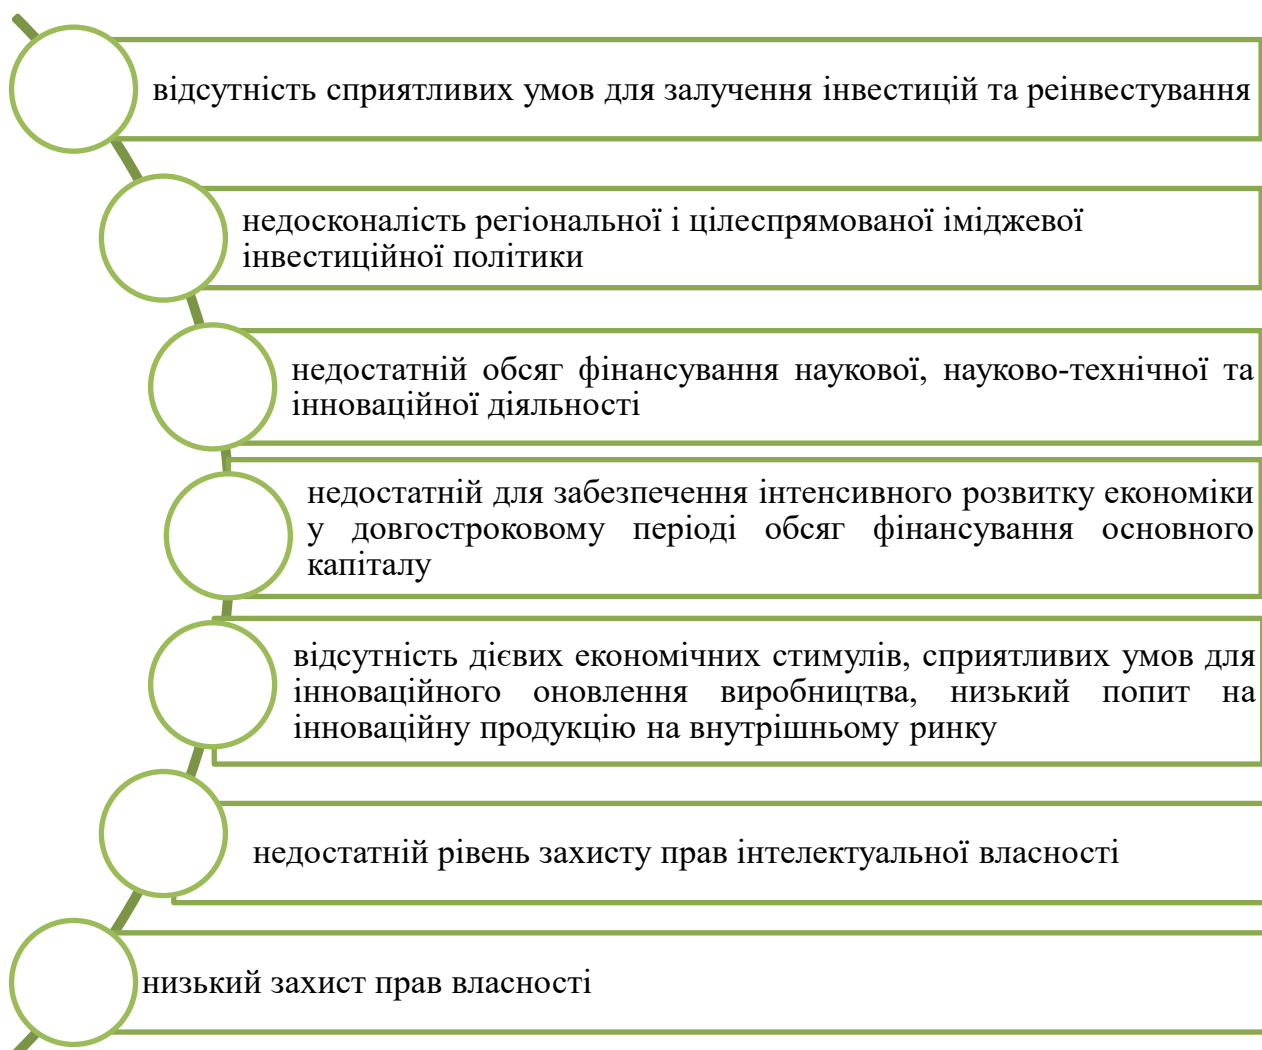 відсутність сприятливих умов для залучення інвестицій та реінвестування
недосконалість регіональної і цілеспрямованої іміджевої
інвестиційної політики
недостатній обсяг фінансування наукової, науково-технічної та
інноваційної діяльності
недостатній для забезпечення інтенсивного розвитку економіки
у довгостроковому періоді обсяг фінансування основного
капіталу
відсутність дієвих економічних стимулів, сприятливих умов для
інноваційного оновлення виробництва, низький попит на
інноваційну продукцію на внутрішньому ринку
недостатній рівень захисту прав інтелектуальної власності
низький захист прав власності